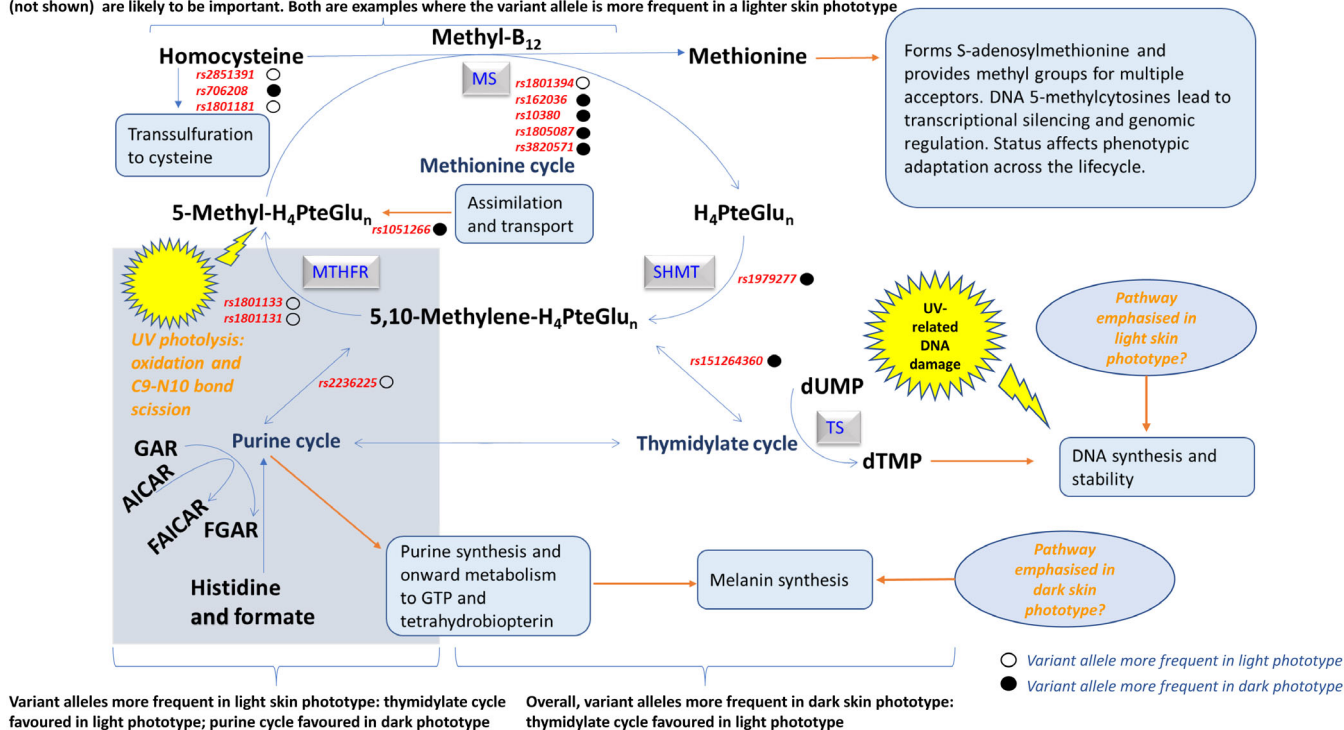 (not shown) are likely to be important. Both are examples where the variant allele is more frequent in a lighter skin phototype
Homocysteine
Methyl-B12
Methionine
rs2851391
rs706208
rs1801181
MS
rs1801394
rs162036
rs10380
rs1805087
rs3820571
Forms S-adenosylmethionine and
provides methyl groups for multiple
acceptors. DNA 5-methylcytosines lead to
transcriptional silencing and genomic
regulation. Status affects phenotypic
adaptation across the lifecycle.
Transsulfuration
to cysteine
Methionine cycle
5-Methyl-H4PteGlun
Assimilation
and transport
H4PteGlun
rs1051266
MTHFR
SHMT
rs1979277
rs1801133
rs1801131
5,10-Methylene-H4PteGlun
UV photolysis:
oxidation and
C9-N10 bond
scission
UV-
related
DNA
damage
Pathway
emphasised in
light skin
phototype?
rs2236225
rs151264360
dUMP
TS
dTMP
GAR
AICAR
FAICAR
FGAR
Purine cycle
Thymidylate cycle
DNA synthesis and
stability
Histidine
and formate
Purine synthesis and
onward metabolism
to GTP and
tetrahydrobiopterin
Melanin synthesis
Pathway
emphasised in
dark skin
phototype?
Variant allele more frequent in light phototype
Variant allele more frequent in dark phototype
Variant alleles more frequent in light skin phototype: thymidylate cycle
favoured in light phototype; purine cycle favoured in dark phototype
Overall, variant alleles more frequent in dark skin phototype:
thymidylate cycle favoured in light phototype